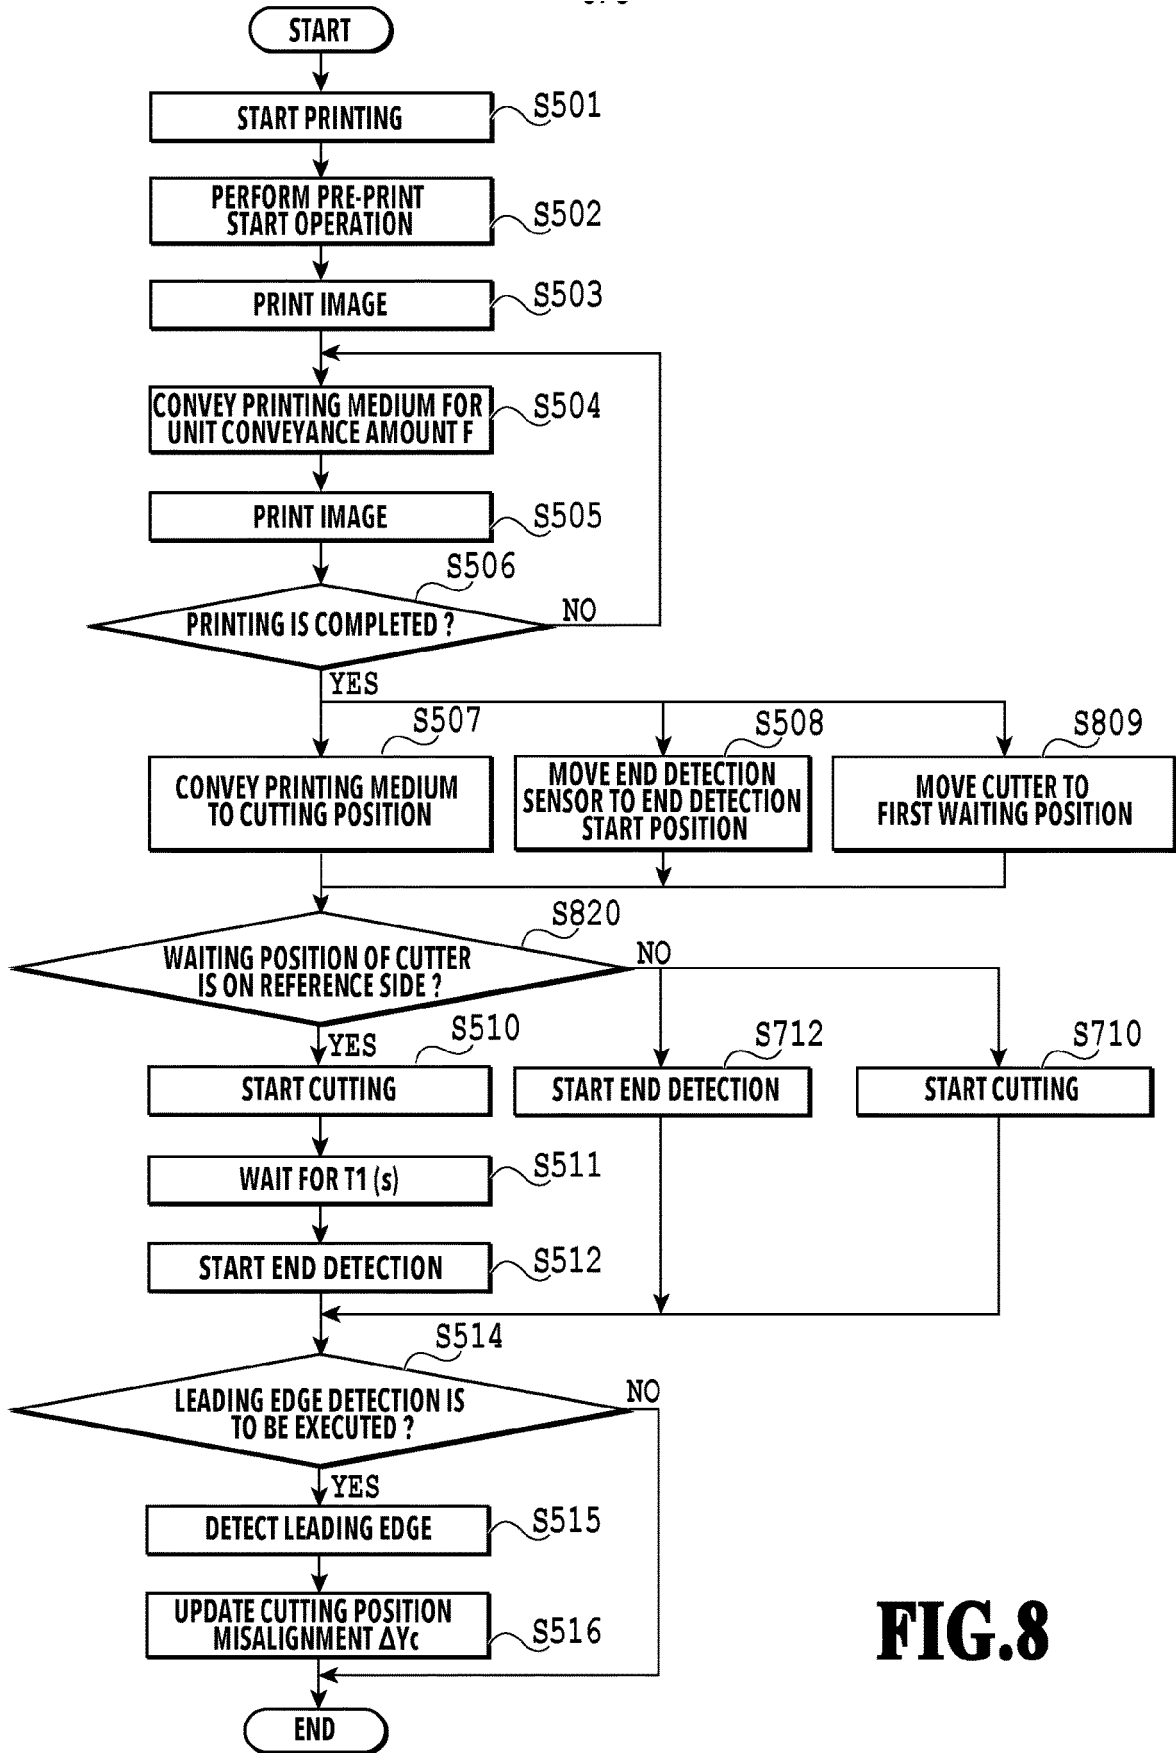 START
START PRINTING
S501
PERFORM PRE-PRINT
START OPERATION
S502
PRINT IMAGE
S503
CONVEY PRINTING MEDIUM FOR
UNIT CONVEYANCE AMOUNT F
S504
PRINT IMAGE
S505
S506
PRINTING IS COMPLETED ?
NO
YES
S507
CONVEY PRINTING MEDIUM
TO CUTTING POSITION
S508
MOVE END DETECTION
SENSOR TO END DETECTION
START POSITION
S809
MOVE CUTTER TO
FIRST WAITING POSITION
S820
WAITING POSITION OF CUTTER
IS ON REFERENCE SIDE ?
NO
YES
S510
START CUTTING
S712
START END DETECTION
S710
START CUTTING
WAIT FOR T1 (s)
S511
START END DETECTION
S512
S514
LEADING EDGE DETECTION IS
TO BE EXECUTED ?
NO
YES
DETECT LEADING EDGE
S515
UPDATE CUTTING POSITION
MISALIGNMENT ΔYc
S516
END
FIG.8